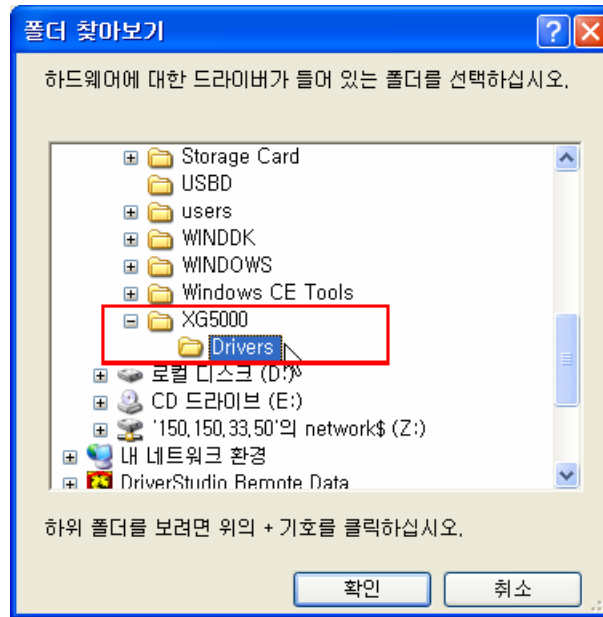 폴더 찾아보기
하드웨어에 대한 드라이버가 들어 있는 폴더를 선택하십시오.
Storage Card
USBD
users
WINDDK
WINDOWS
Windows CE Tools
XG5000
Drivers
로컬 디스크 (D:)
CD 드라이브 (E:)
'150.150.33.50'의 network$ (Z:)
내 네트워크 환경
DriverStudio Remote Data
하위 폴더를 보려면 위의 + 기호를 클릭하십시오.
확인 취소